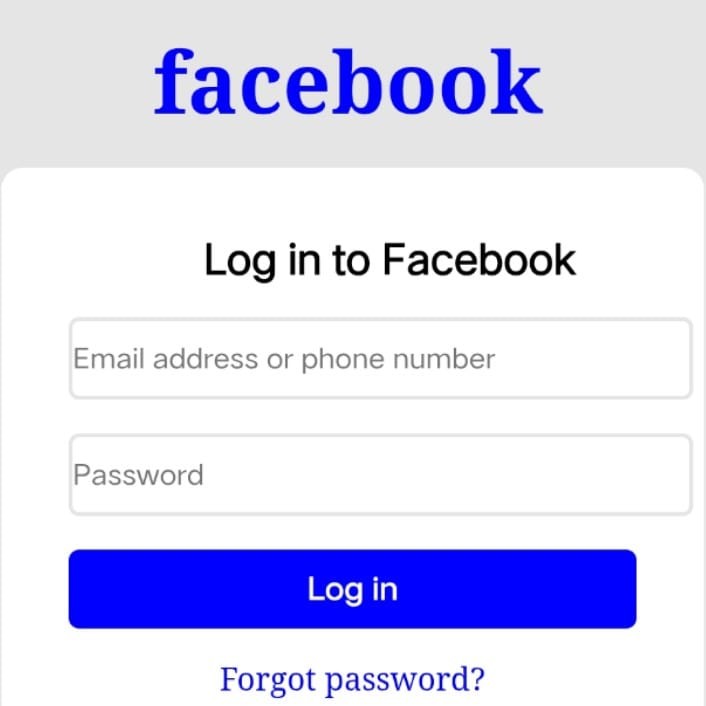 facebook
Log in to Facebook
Email address or phone number
Password
Log in
Forgot password?